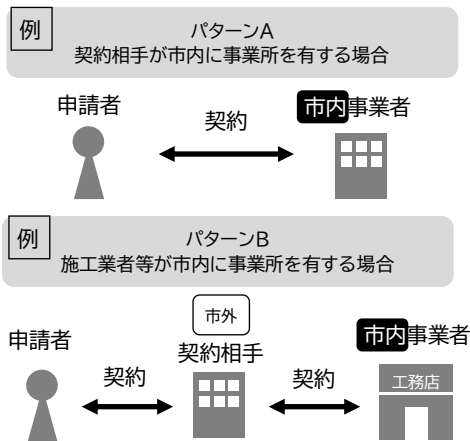 例
パターンA
契約相手が市内に事業所を有する場合
申請者
契約
市内事業者
例
パターンB
施工業者等が市内に事業所を有する場合
申請者
契約
市外
契約相手
契約
市内事業者
工務店